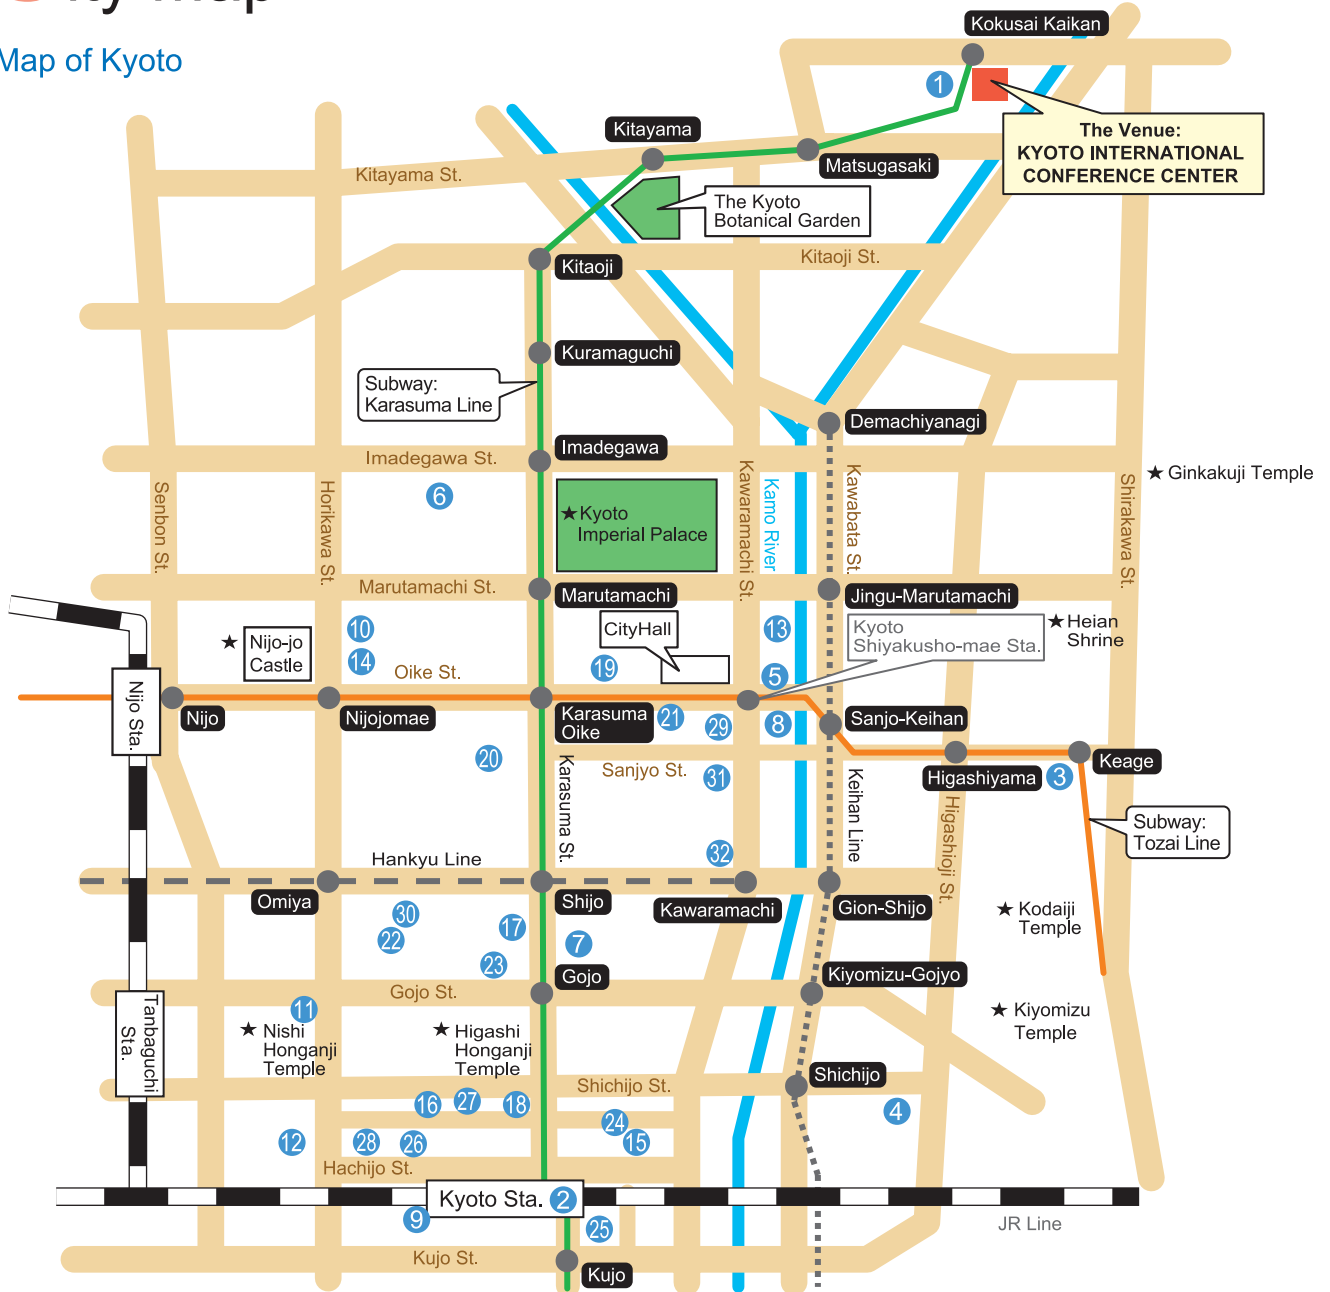 Map of Kyoto
Kokusai Kaikan
1
The Venue:
KYOTO INTERNATIONAL
CONFERENCE CENTER
Kitayama
Matsugasaki
Kitayama St.
The Kyoto
Botanical Garden
Kitaoji
Kitaoji St.
Kuramaguchi
Subway:
Karasuma Line
Demachiyanagi
Imadegawa
Imadegawa St.
Senbon St.
Horikawa St.
Kawaramachi St.
Kamo River
Kawabata St.
Shirakawa St.
★ Ginkakuji Temple
6
★ Kyoto
Imperial Palace
Marutamachi St.
Marutamachi
Jingu-Marutamachi
10
CityHall
13
Kyoto
Shiyakusho-mae Sta.
★ Heian
Shrine
★ Nijo-jo
Castle
14
19
5
Oike St.
Nijo Sta.
Nijo
Nijojomae
Karasuma
Oike
21
29
8
Sanjo-Keihan
20
Karasuma St.
Sanjyo St.
31
Keihan Line
Higashiyama
3
Keage
Higashioji St.
Subway:
Tozai Line
32
Hankyu Line
Omiya
Shijo
Kawaramachi
Gion-Shijo
★ Kodaiji
Temple
30
22
17
7
23
Gojo
Kiyomizu-Gojyo
Gojo St.
Tanbaguchi
Sta.
11
★ Nishi
Honganji
Temple
★ Higashi
Honganji
Temple
★ Kiyomizu
Temple
Shichijo St.
Shichijo
16
27
18
24
4
12
28
26
15
Hachijo St.
Kyoto Sta. 2
9
25
JR Line
Kujo St.
Kujo